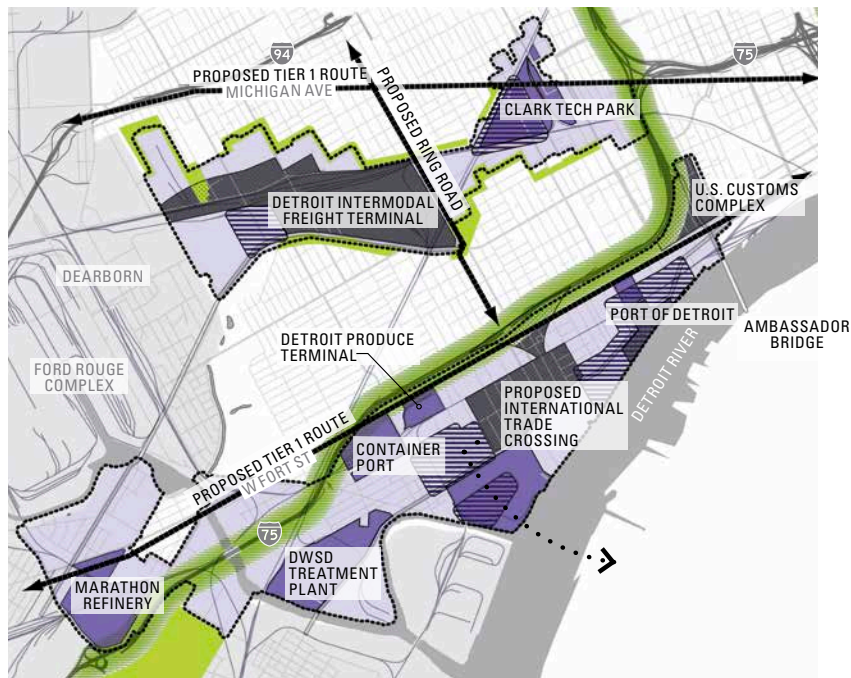 94
75
PROPOSED TIER 1 ROUTE
MICHIGAN AVE
PROPOSED RING ROAD
CLARK TECH PARK
U.S. CUSTOMS
COMPLEX
DETROIT INTERMODAL
FREIGHT TERMINAL
DEARBORN
DETROIT PRODUCE
TERMINAL
PORT OF DETROIT
AMBASSADOR
BRIDGE
FORD ROUGE
COMPLEX
DETROIT RIVER
PROPOSED
INTERNATIONAL
TRADE
CROSSING
CONTAINER
PORT
PROPOSED TIER 1 ROUTE
W FORT ST
75
DWSD
TREATMENT
PLANT
MARATHON
REFINERY